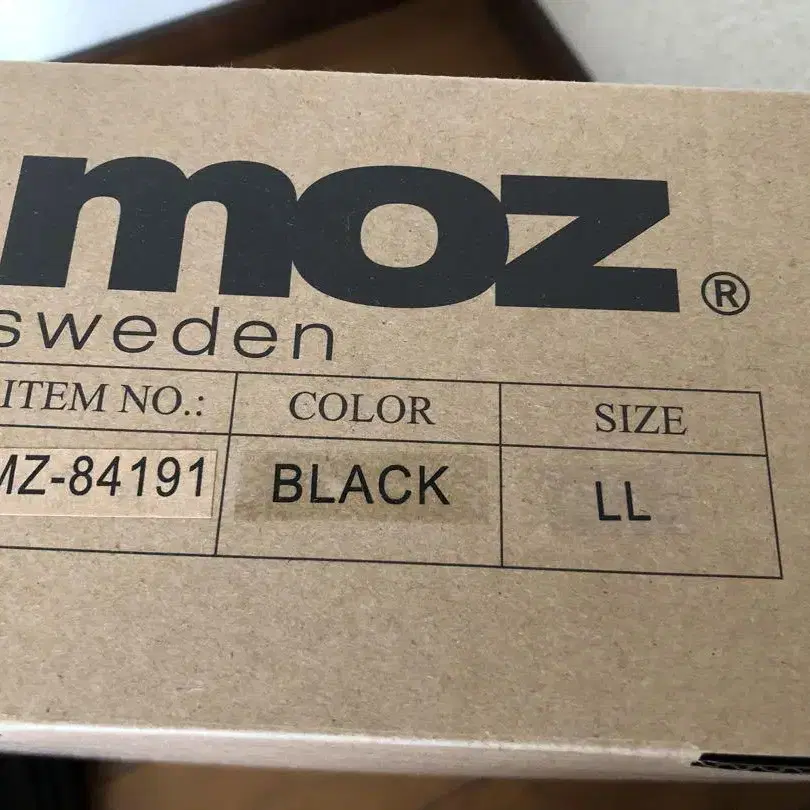 moz®
sweden
ITEM NO.: COLOR SIZE
MZ-84191 BLACK LL